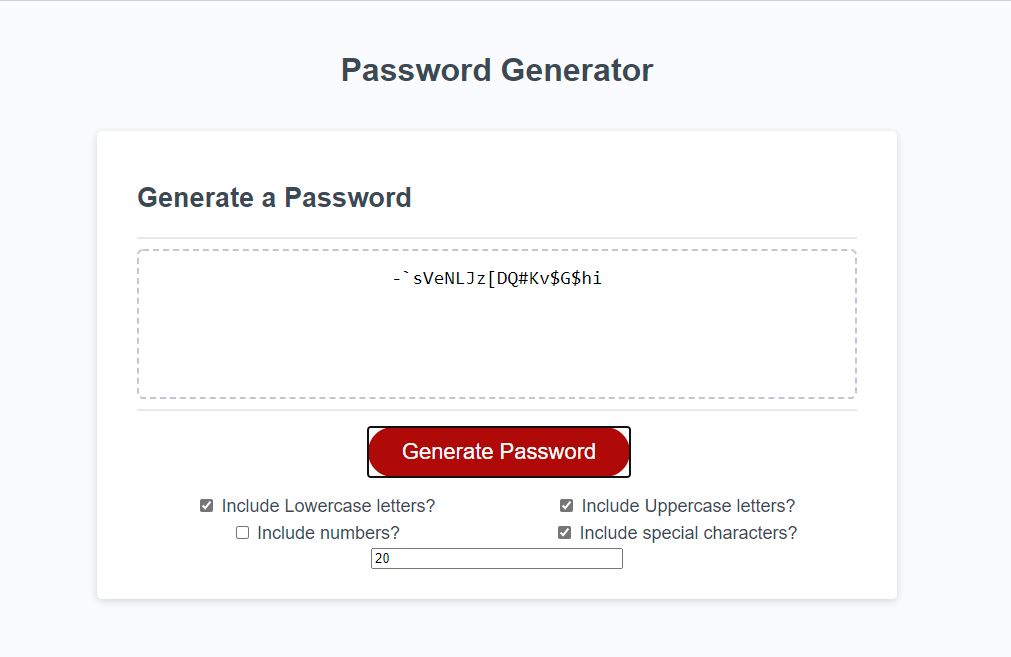 Password Generator
Generate a Password
-`sVeNLJz[DQ#Kv$G$hi
Generate Password
Include Lowercase letters? Include Uppercase letters?
Include numbers? Include special characters?
20